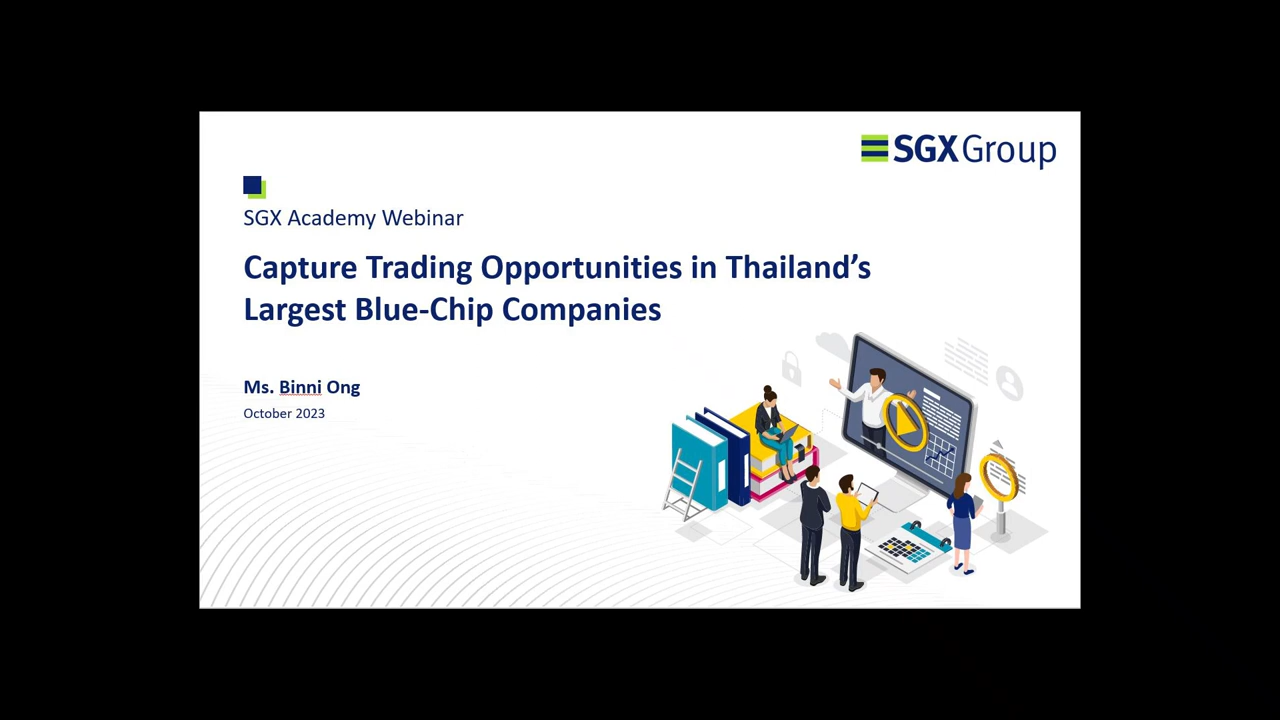 SGX Group
SGX Academy Webinar
Capture Trading Opportunities in Thailand’s
Largest Blue-Chip Companies
Ms. Binni Ong
October 2023